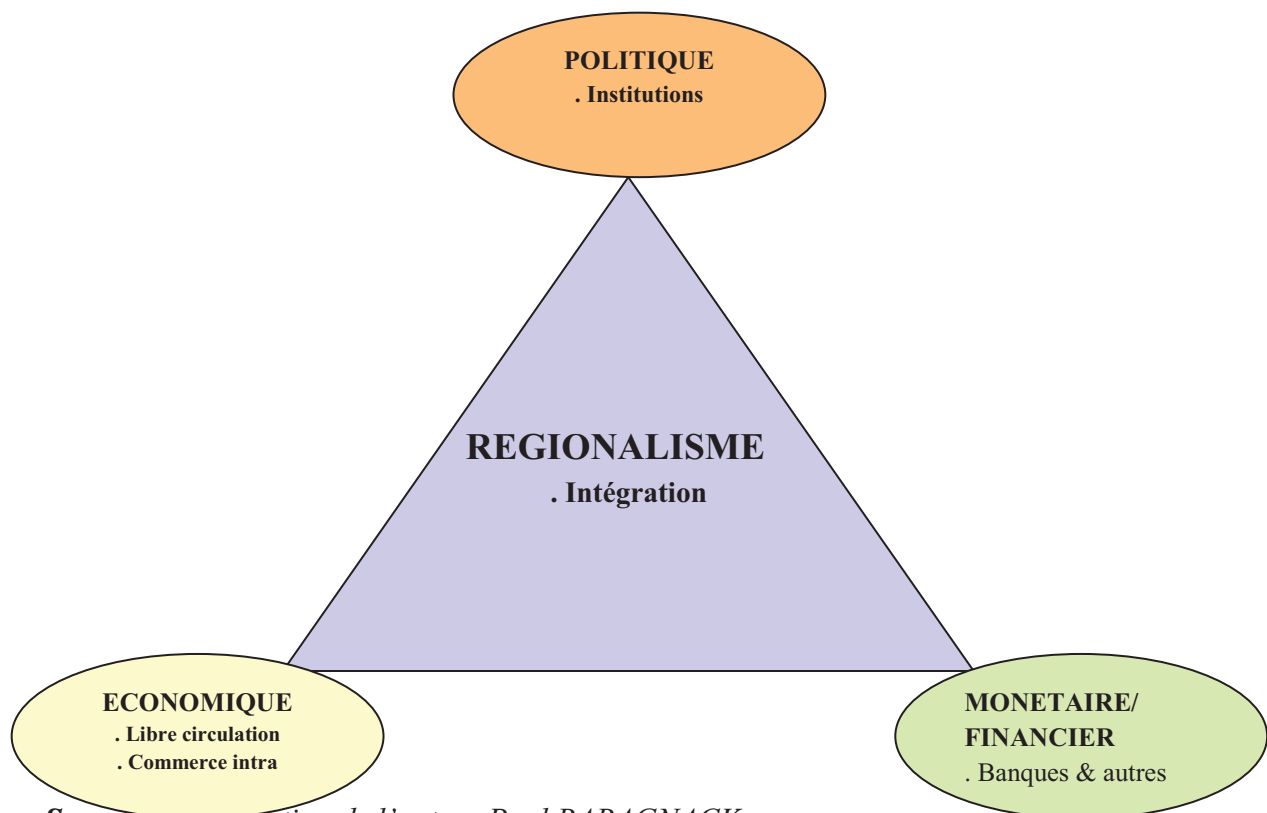 POLITIQUE
. Institutions
REGIONALISME
. Intégration
ECONOMIQUE
. Libre circulation
. Commerce intra
MONETAIRE/
FINANCIER
. Banques & autres